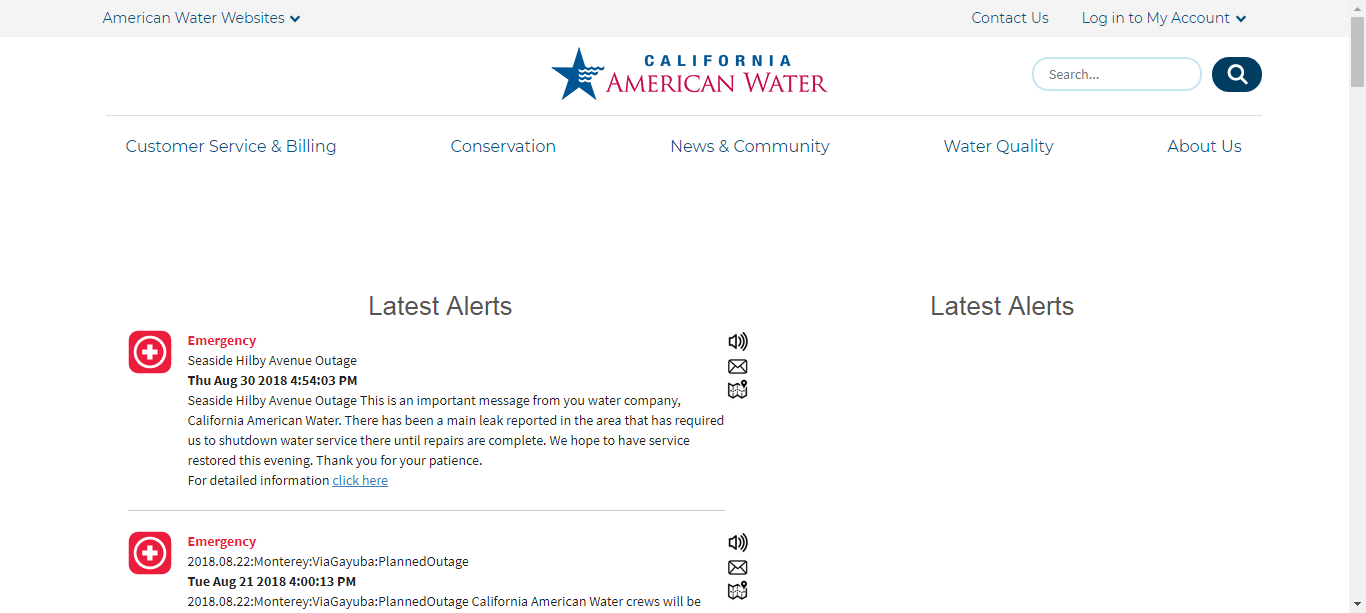 American Water Websites
Contact Us
Log in to My Account
CALIFORNIA
AMERICAN WATER
Search...
Customer Service & Billing
Conservation
News & Community
Water Quality
About Us
Latest Alerts
Latest Alerts
Emergency
Seaside Hilby Avenue Outage
Thu Aug 30 2018 4:54:03 PM
Seaside Hilby Avenue Outage This is an important message from you water company,
California American Water. There has been a main leak reported in the area that has required
us to shutdown water service there until repairs are complete. We hope to have service
restored this evening. Thank you for your patience.
For detailed information click here
Emergency
2018.08.22:Monterey:ViaGayuba:PlannedOutage
Tue Aug 21 2018 4:00:13 PM
2018.08.22:Monterey:ViaGayuba:PlannedOutage California American Water crews will be